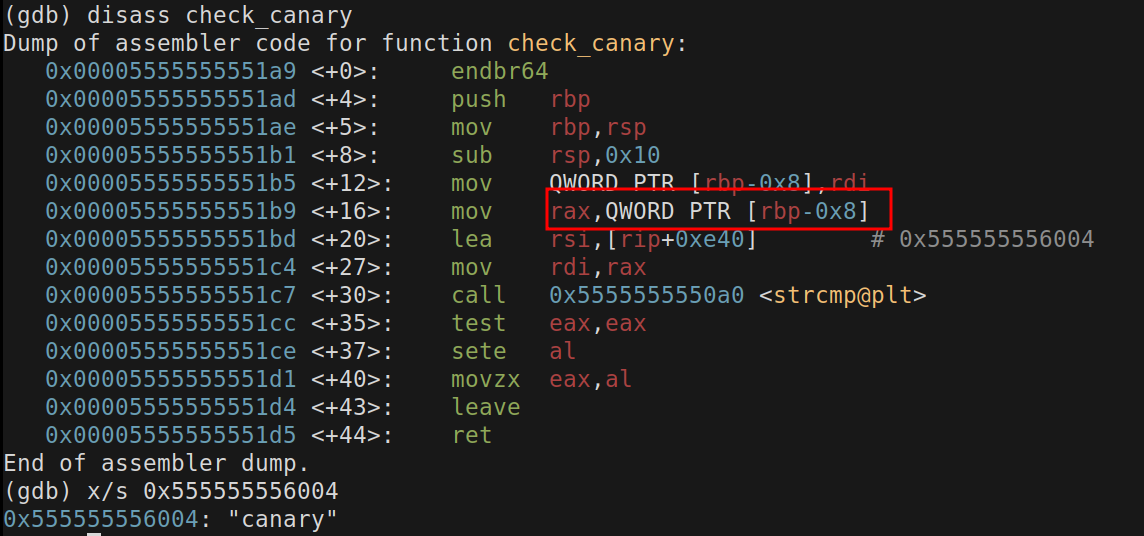 (gdb) disass check_canary
Dump of assembler code for function check_canary:
   0x00005555555551a9 <+0>:     endbr64
   0x00005555555551ad <+4>:     push   rbp
   0x00005555555551ae <+5>:     mov    rbp,rsp
   0x00005555555551b1 <+8>:     sub    rsp,0x10
   0x00005555555551b5 <+12>:    mov    QWORD PTR [rbp-0x8],rdi
   0x00005555555551b9 <+16>:    mov    rax,QWORD PTR [rbp-0x8]
   0x00005555555551bd <+20>:    lea    rsi,[rip+0xe40]        # 0x555555556004
   0x00005555555551c4 <+27>:    mov    rdi,rax
   0x00005555555551c7 <+30>:    call   0x5555555550a0 <strcmp@plt>
   0x00005555555551cc <+35>:    test   eax,eax
   0x00005555555551ce <+37>:    sete   al
   0x00005555555551d1 <+40>:    movzx  eax,al
   0x00005555555551d4 <+43>:    leave
   0x00005555555551d5 <+44>:    ret
End of assembler dump.
(gdb) x/s 0x555555556004
0x555555556004: "canary"